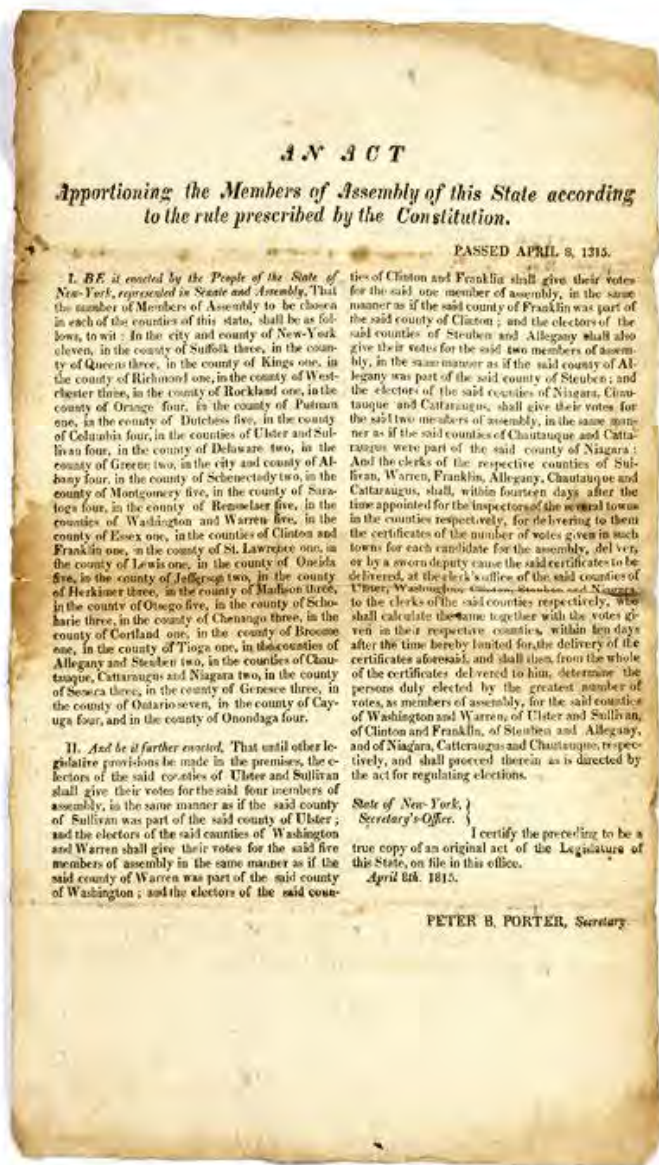 AN ACT
Apportioning the Members of Assembly of this State according
to the rule prescribed by the Constitution.
PASSED APRIL 8, 1315.
I. BE it enacted by the People of the State of
New-York, represented in Senate and Assembly, That
the number of Members of Assembly to be chosen
in each of the counties of this state, shall be as fol-
lows, to wit: In the city and county of New-York
eleven, in the county of Suffolk three, in the coun-
ty of Queens three, in the county of Kings one, in
the county of Richmond one, in the county of West-
chester three, in the county of Rockland one, in the
county of Orange four, in the county of Putnam
one, in the county of Dutchess five, in the county
of Columbia four, in the counties of Ulster and Sul-
livan four, in the county of Delaware two, in the
county of Greene two, in the city and county of Al-
bany four, in the county of Schenectady two, in the
county of Montgomery five, in the county of Sara-
toga four, in the county of Rensselaer five, in the
counties of Washington and Warren five, in the
county of Essex one, in the counties of Clinton and
Franklin one, in the county of St. Lawrence one, in
the county of Lewis one, in the county of Oneida
five, in the county of Jefferson two, in the county
of Herkimer three, in the county of Madison three,
in the county of Otsego five, in the county of Scho-
harie three, in the county of Chenango three, in the
county of Cortland one, in the county of Broome
one, in the county of Tioga one, in the counties of
Allegany and Steuben two, in the counties of Chau-
tauque, Cattaraugus and Niagara two, in the county
of Seneca three, in the county of Genesee three, in
the county of Ontario seven, in the county of Cay-
uga four, and in the county of Onondaga four.
II. And be it further enacted, That until other le-
gislative provisions be made in the premises, the e-
lectors of the said counties of Ulster and Sullivan
shall give their votes for the said four members of
assembly, in the same manner as if the said county
of Sullivan was part of the said county of Ulster;
and the electors of the said counties of Washington
and Warren shall give their votes for the said five
members of assembly in the same manner as if the
said county of Warren was part of the said county
of Washington; and the electors of the said coun-
ties of Clinton and Franklin shall give their votes
for the said one member of assembly, in the same
manner as if the said county of Franklin was part of
the said county of Clinton; and the electors of the
said counties of Steuben and Allegany shall also
give their votes for the said two members of assem-
bly, in the same manner as if the said county of Al-
legany was part of the said county of Steuben; and
the electors of the said counties of Niagara, Chau-
tauque and Cattaraugus, shall give their votes for
the said two members of assembly, in the same man-
ner as if the said counties of Chautauque and Catta-
raugus were part of the said county of Niagara:
And the clerks of the respective counties of Sul-
livan, Warren, Franklin, Allegany, Chautauque and
Cattaraugus, shall, within fourteen days after the
time appointed for the inspectors of the several towns
in the counties respectively, for delivering to them
the certificates of the number of votes given in such
towns for each candidate for the assembly, deliver,
or by a sworn deputy cause the said certificates to be
delivered, at the clerk's office of the said counties of
Ulster, Washington, Clinton, Steuben and Niagara,
to the clerks of the said counties respectively, who
shall calculate the same together with the votes gi-
ven in their respective counties, within ten days
after the time hereby limited for the delivery of the
certificates aforesaid, and shall then, from the whole
of the certificates delivered to him, determine the
persons duly elected by the greatest number of
votes, as members of assembly, for the said counties
of Washington and Warren, of Ulster and Sullivan,
of Clinton and Franklin, of Steuben and Allegany,
and of Niagara, Catteraugus and Chautauque, respec-
tively, and shall proceed therein as is directed by
the act for regulating elections.
State of New-York,
Secretary's-Office.
I certify the preceding to be a
true copy of an original act of the Legislature of
this State, on file in this office.
April 8th. 1815.
PETER B. PORTER, Secretary.